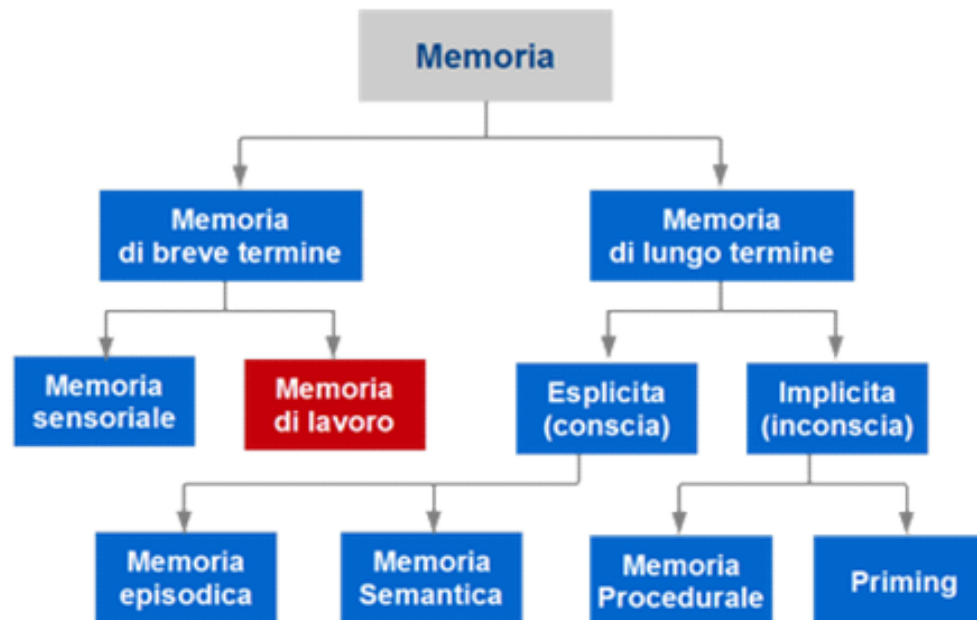 Memoria
Memoria
di breve termine
Memoria
di lungo termine
Memoria
sensoriale
Memoria
di lavoro
Esplicita
(conscia)
Implicita
(inconscia)
Memoria
episodica
Memoria
Semantica
Memoria
Procedurale
Priming